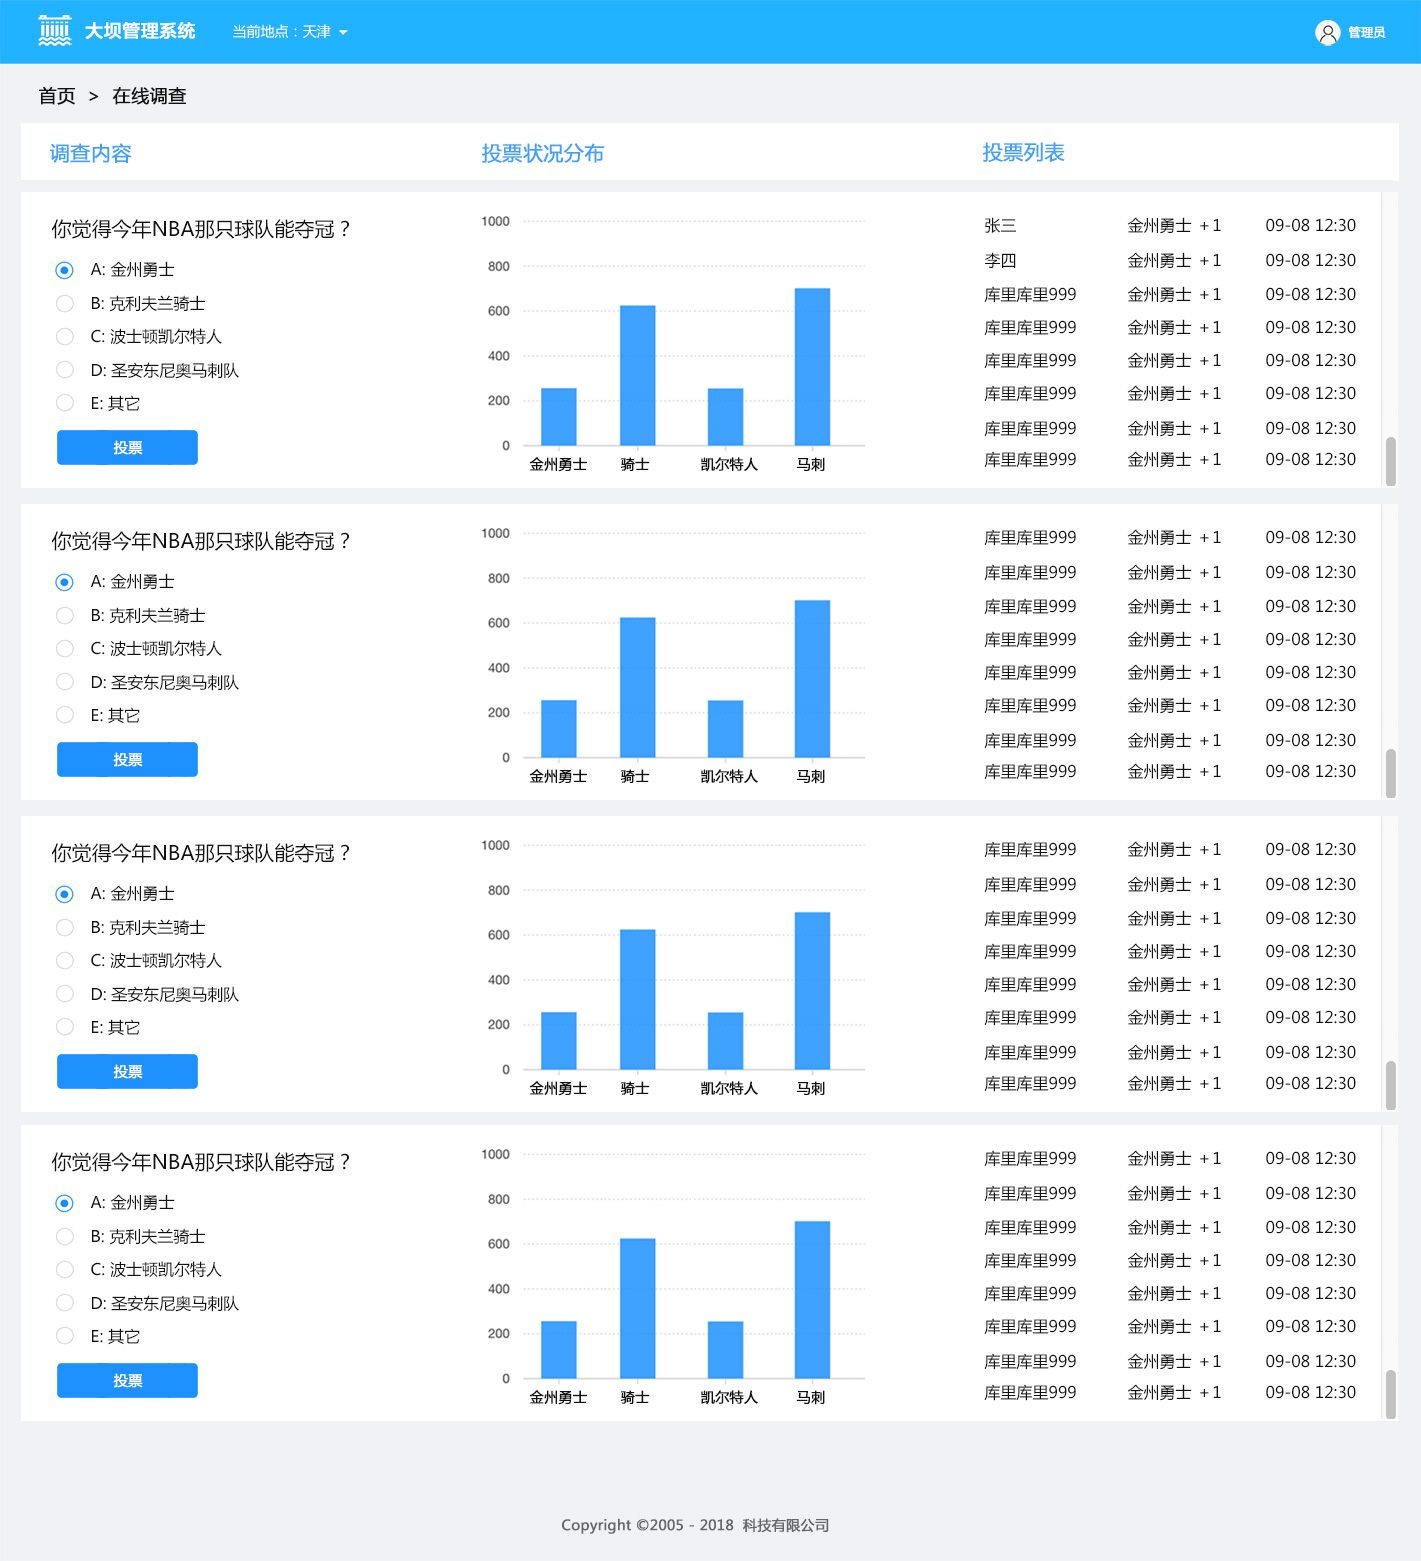 大坝管理系统 当前地点：天津 管理员
首页 > 在线调查
调查内容 投票状况分布 投票列表
你觉得今年NBA那只球队能夺冠？
A: 金州勇士
B: 克利夫兰骑士
C: 波士顿凯尔特人
D: 圣安东尼奥马刺队
E: 其它
投票
1000
800
600
400
200
0
金州勇士 骑士 凯尔特人 马刺
张三 金州勇士 +1 09-08 12:30
李四 金州勇士 +1 09-08 12:30
库里库里999 金州勇士 +1 09-08 12:30
库里库里999 金州勇士 +1 09-08 12:30
库里库里999 金州勇士 +1 09-08 12:30
库里库里999 金州勇士 +1 09-08 12:30
库里库里999 金州勇士 +1 09-08 12:30
库里库里999 金州勇士 +1 09-08 12:30
你觉得今年NBA那只球队能夺冠？
A: 金州勇士
B: 克利夫兰骑士
C: 波士顿凯尔特人
D: 圣安东尼奥马刺队
E: 其它
投票
1000
800
600
400
200
0
金州勇士 骑士 凯尔特人 马刺
库里库里999 金州勇士 +1 09-08 12:30
库里库里999 金州勇士 +1 09-08 12:30
库里库里999 金州勇士 +1 09-08 12:30
库里库里999 金州勇士 +1 09-08 12:30
库里库里999 金州勇士 +1 09-08 12:30
库里库里999 金州勇士 +1 09-08 12:30
库里库里999 金州勇士 +1 09-08 12:30
库里库里999 金州勇士 +1 09-08 12:30
你觉得今年NBA那只球队能夺冠？
A: 金州勇士
B: 克利夫兰骑士
C: 波士顿凯尔特人
D: 圣安东尼奥马刺队
E: 其它
投票
1000
800
600
400
200
0
金州勇士 骑士 凯尔特人 马刺
库里库里999 金州勇士 +1 09-08 12:30
库里库里999 金州勇士 +1 09-08 12:30
库里库里999 金州勇士 +1 09-08 12:30
库里库里999 金州勇士 +1 09-08 12:30
库里库里999 金州勇士 +1 09-08 12:30
库里库里999 金州勇士 +1 09-08 12:30
库里库里999 金州勇士 +1 09-08 12:30
库里库里999 金州勇士 +1 09-08 12:30
你觉得今年NBA那只球队能夺冠？
A: 金州勇士
B: 克利夫兰骑士
C: 波士顿凯尔特人
D: 圣安东尼奥马刺队
E: 其它
投票
1000
800
600
400
200
0
金州勇士 骑士 凯尔特人 马刺
库里库里999 金州勇士 +1 09-08 12:30
库里库里999 金州勇士 +1 09-08 12:30
库里库里999 金州勇士 +1 09-08 12:30
库里库里999 金州勇士 +1 09-08 12:30
库里库里999 金州勇士 +1 09-08 12:30
库里库里999 金州勇士 +1 09-08 12:30
库里库里999 金州勇士 +1 09-08 12:30
库里库里999 金州勇士 +1 09-08 12:30
Copyright ©2005 - 2018 科技有限公司